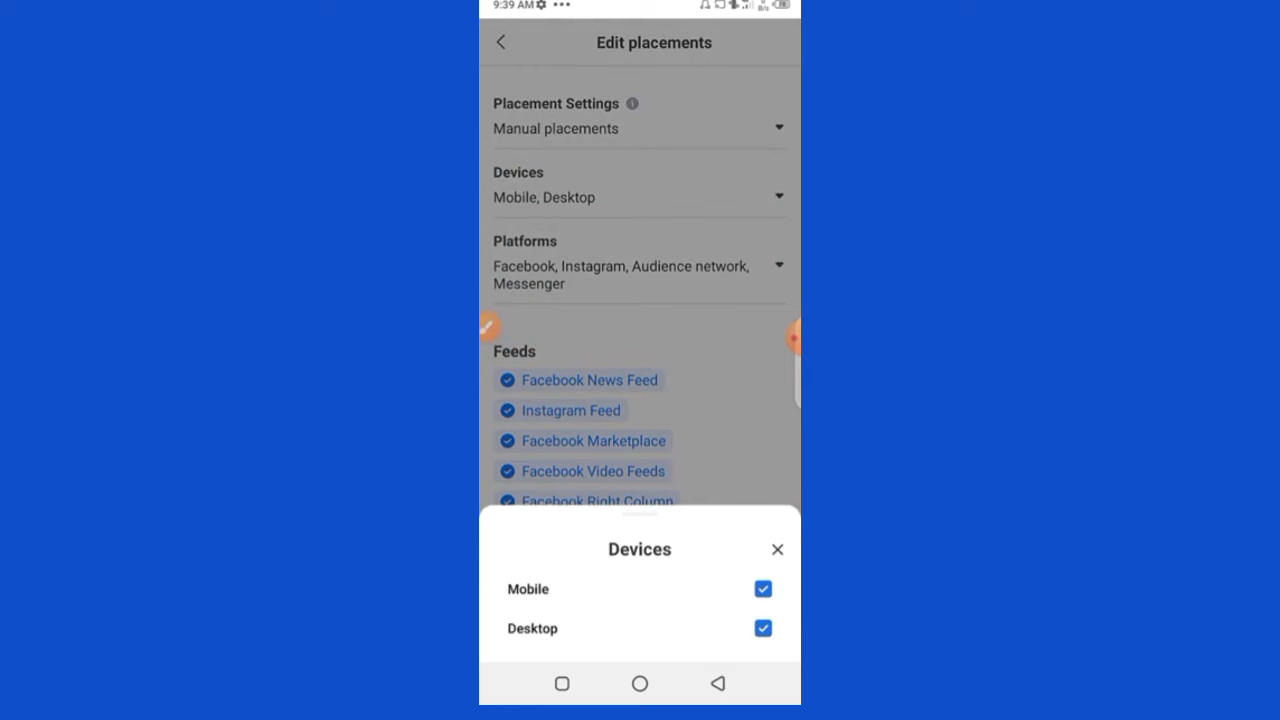 9:39 AM
Edit placements
Placement Settings
Manual placements
Devices
Mobile, Desktop
Platforms
Facebook, Instagram, Audience network,
Messenger
Feeds
Facebook News Feed
Instagram Feed
Facebook Marketplace
Facebook Video Feeds
Facebook Right Column
Devices
Mobile
Desktop